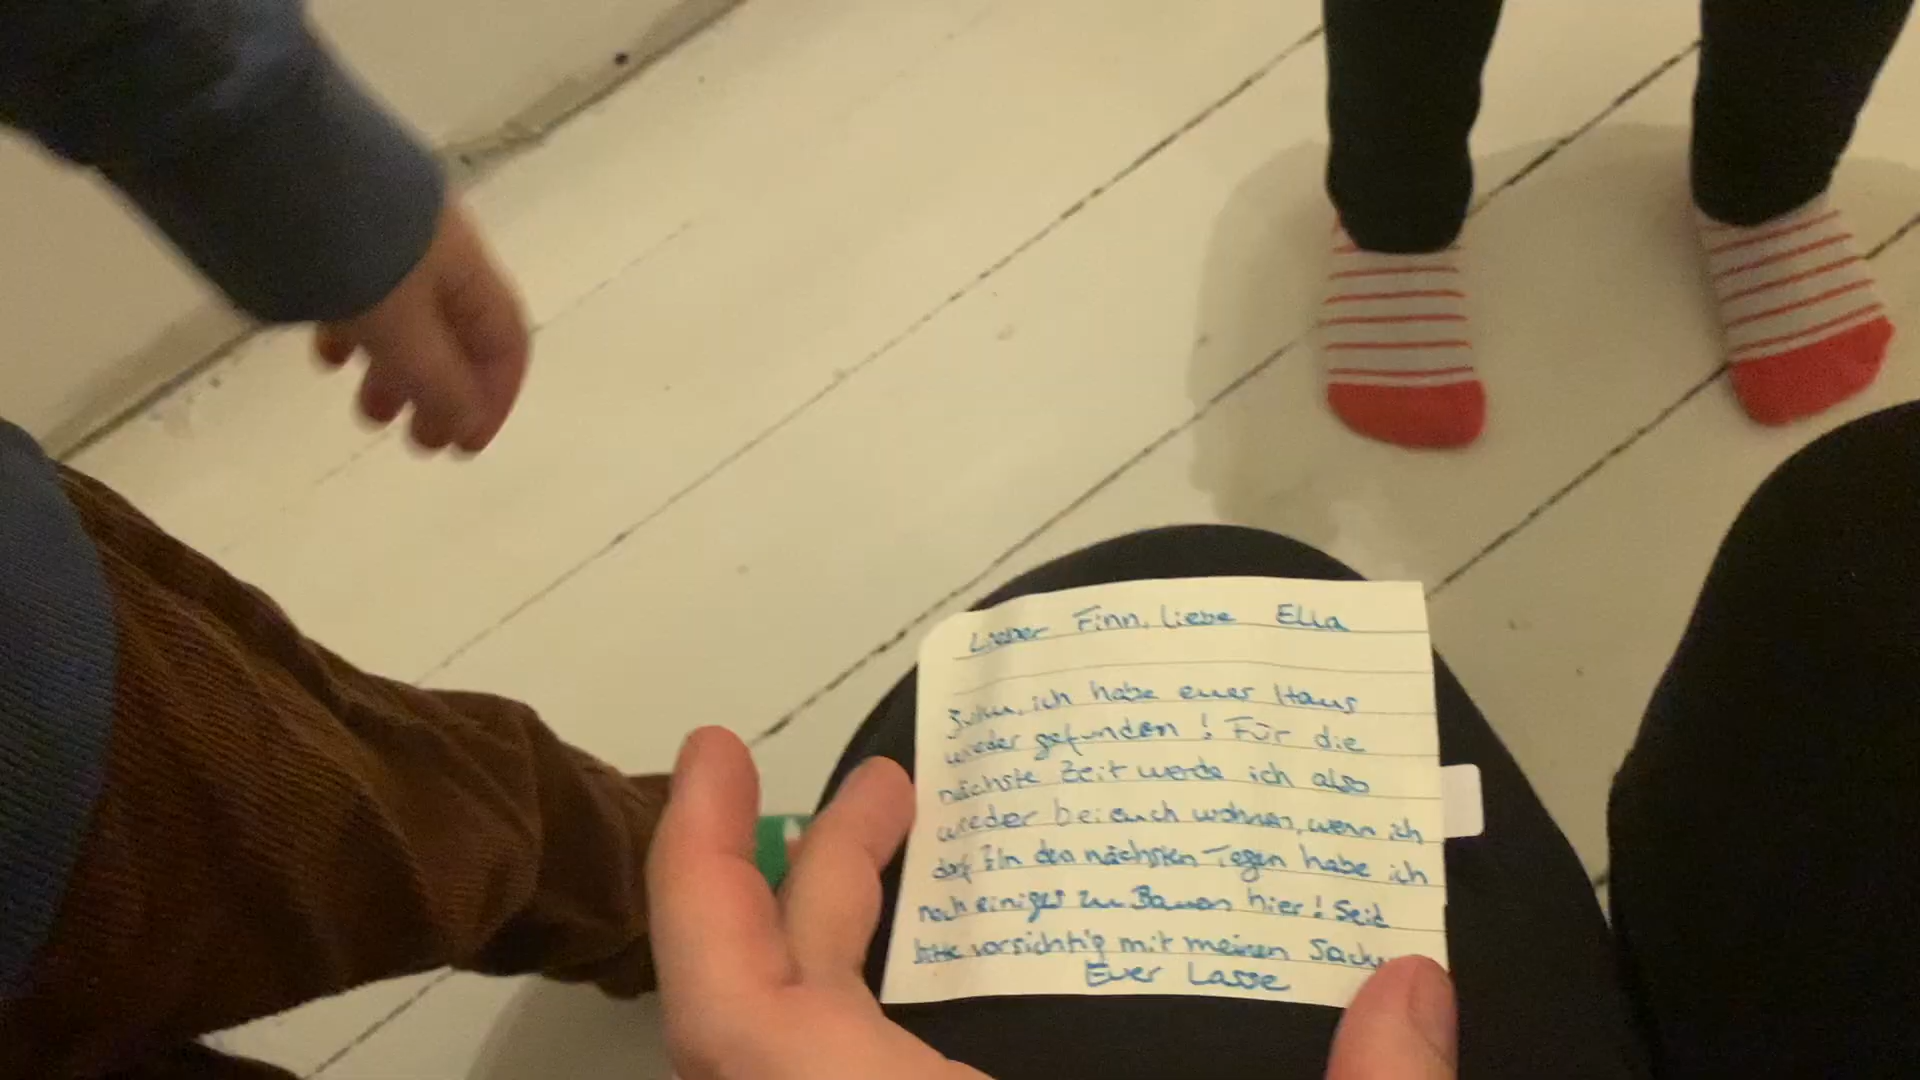 Lieber Finn, liebe Ella
ich habe euer Haus
wieder gefunden! Für die
nächste Zeit werde ich also
wieder bei euch wohnen, wenn ich
darf In den nächsten Tagen habe ich
noch einiges zu Bauen hier! Seid
bitte vorsichtig mit meinen
Euer Lasse